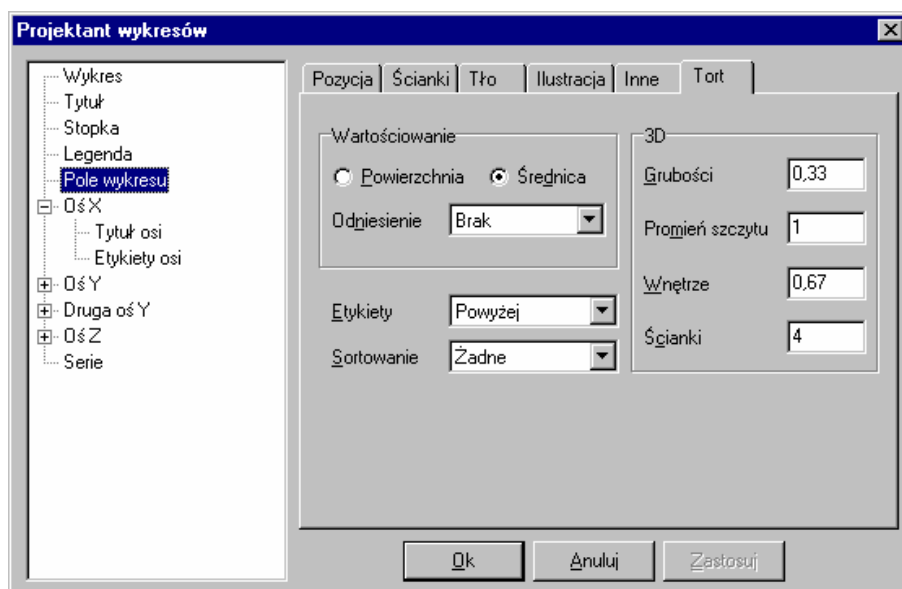 Projektant wykresów
Wykres
Tytuł
Stopka
Legenda
Pole wykresu
Oś X
Tytuł osi
Etykiety osi
Oś Y
Druga oś Y
Oś Z
Serie
Pozycja Ścianki Tło Ilustracja Inne Tort
Wartościowanie
Powierzchnia Średnica
Odniesienie Brak
Etykiety Powyżej
Sortowanie Żadne
3D
Grubości 0,33
Promień szczytu 1
Wnętrze 0,67
Ścianki 4
Ok Anuluj Zastosuj